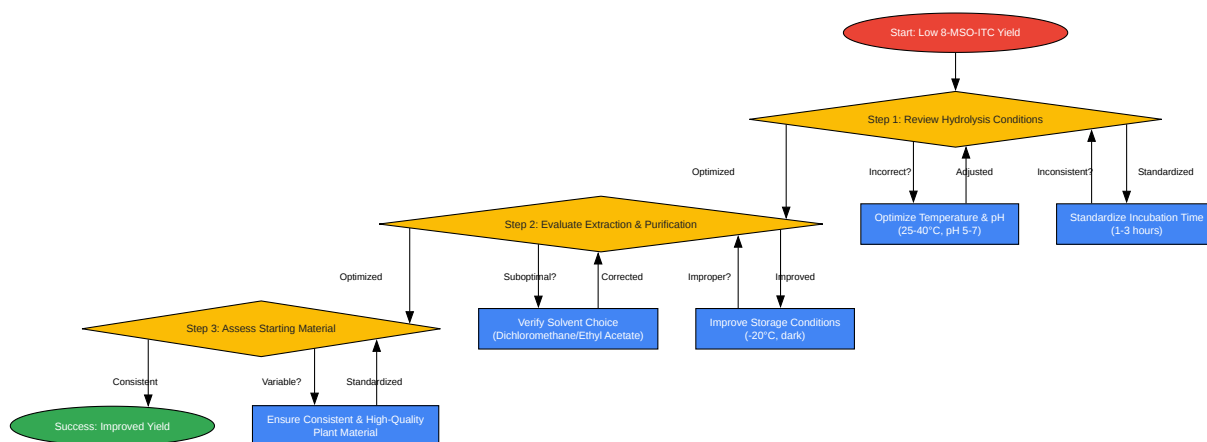 Start: Low 8-MSO-ITC Yield
Step 1: Review Hydrolysis Conditions
Optimized
Incorrect?
Adjusted
Inconsistent?
Standardized
Optimize Temperature & pH
(25-40°C, pH 5-7)
Standardize Incubation Time
(1-3 hours)
Step 2: Evaluate Extraction & Purification
Optimized
Suboptimal?
Corrected
Improper?
Improved
Verify Solvent Choice
(Dichloromethane/Ethyl Acetate)
Improve Storage Conditions
(-20°C, dark)
Step 3: Assess Starting Material
Consistent
Variable?
Standardized
Success: Improved Yield
Ensure Consistent & High-Quality
Plant Material